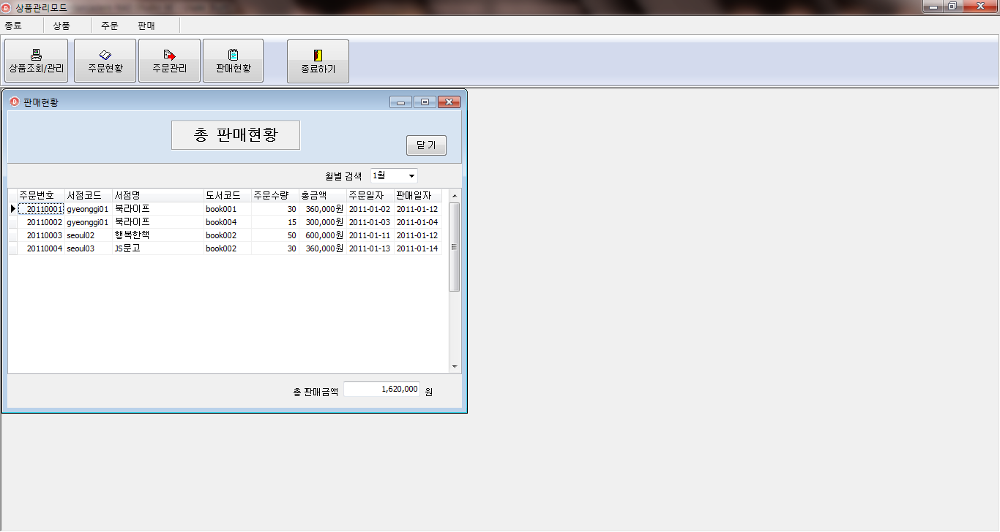 상품관리모드
종료 상품 주문 판매
상품조회/관리 주문현황 주문관리 판매현황 종료하기
판매현황
총 판매현황
닫기
월별 검색 1월
주문번호 서점코드 서점명 도서코드 주문수량 총금액 주문일자 판매일자
20110001 gyeonggi01 북라이프 book001 30 360,000원 2011-01-02 2011-01-12
20110002 gyeonggi01 북라이프 book004 15 300,000원 2011-01-03 2011-01-04
20110003 seoul02 행복한책 book002 50 600,000원 2011-01-11 2011-01-12
20110004 seoul03 JS문고 book002 30 360,000원 2011-01-13 2011-01-14
총 판매금액 1,620,000 원